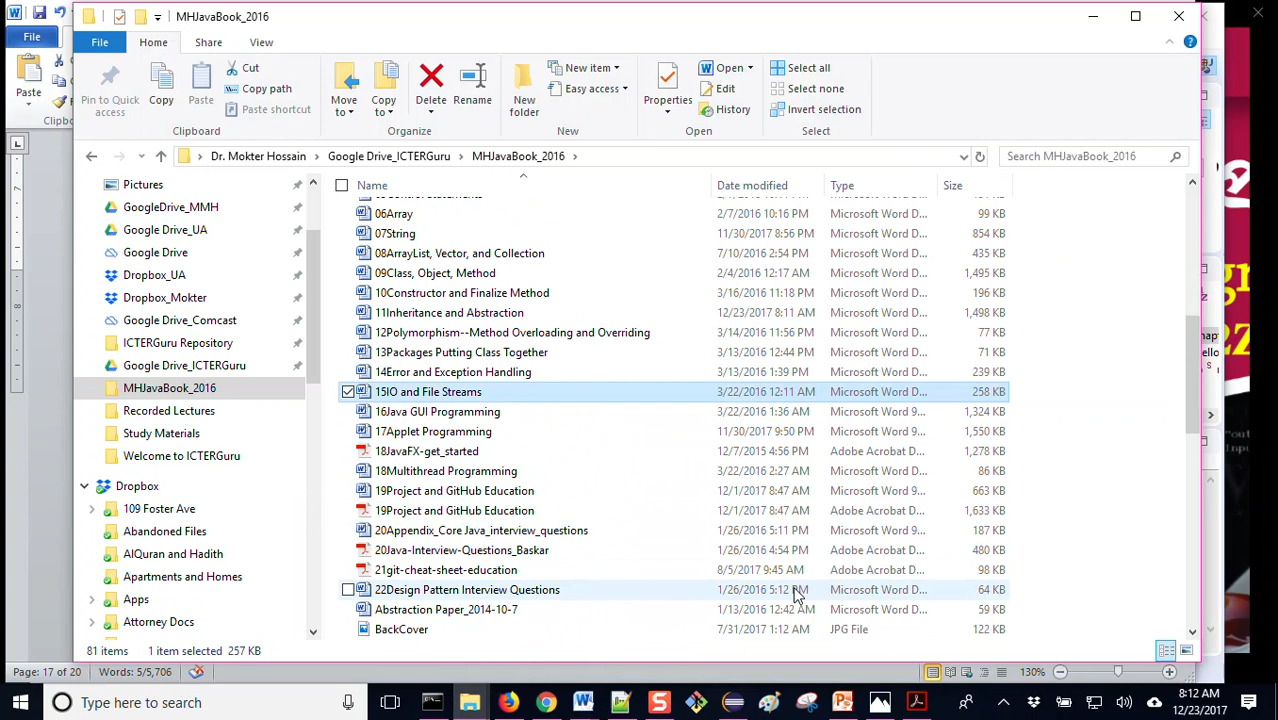 MHJavaBook_2016
File
File Home Share View
Paste
Clipb
Pin to Quick access
Copy
Paste
Cut
Copy path
Paste shortcut
Move to
Copy to
Delete
Rename
New folder
New item
Easy access
Properties
Open
Edit
History
Select all
Select none
Invert selection
Clipboard Organize New Open Select
Dr. Mokter Hossain Google Drive_ICTERGuru MHJavaBook_2016
Search MHJavaBook_2016
Name Date modified Type Size
Pictures
GoogleDrive_MMH
Google Drive_UA
Google Drive
Dropbox_UA
Dropbox_Mokter
Google Drive_Comcast
ICTERGuru Repository
Google Drive_ICTERGuru
MHJavaBook_2016
Recorded Lectures
Study Materials
Welcome to ICTERGuru
Dropbox
109 Foster Ave
Abandoned Files
AlQuran and Hadith
Apartments and Homes
Apps
Attorney Docs
06Array 2/7/2016 10:16 PM Microsoft Word D... 99 KB
07String 11/30/2017 8:56 PM Microsoft Word D... 854 KB
08ArrayList, Vector, and Collection 7/10/2016 2:54 PM Microsoft Word D... 435 KB
09Class, Object, Method 2/4/2016 12:17 AM Microsoft Word D... 1,495 KB
10Constructor and Finalize Method 3/16/2016 11:18 PM Microsoft Word D... 196 KB
11Inheritance and Abstraction 12/23/2017 8:11 AM Microsoft Word D... 1,498 KB
12Polymorphism--Method Overloading and Overriding 3/14/2016 11:56 PM Microsoft Word D... 77 KB
13Packages Putting Class Together 3/13/2016 12:44 PM Microsoft Word D... 71 KB
14Error and Exception Handling 3/13/2016 1:39 PM Microsoft Word D... 239 KB
15IO and File Streams 3/22/2016 12:11 AM Microsoft Word D... 258 KB
16Java GUI Programming 3/22/2016 1:36 AM Microsoft Word D... 1,324 KB
17Applet Programming 11/30/2017 9:50 PM Microsoft Word D... 1,550 KB
18JavaFX-get_started 12/7/2015 4:56 PM Adobe Acrobat D... 1,278 KB
18Multithread Programming 3/22/2016 2:27 AM Microsoft Word D... 86 KB
19Project and GitHub Education 12/1/2017 8:47 AM Microsoft Word 9... 663 KB
19Project and GitHub Education 12/1/2017 8:47 AM Adobe Acrobat D... 1,633 KB
20Appendix_Core Java_interview_questions 1/26/2016 5:11 PM Microsoft Word 9... 187 KB
20Java-Interview-Questions_Baskar 1/26/2016 4:54 PM Adobe Acrobat D... 480 KB
21git-cheat-sheet-education 8/5/2017 9:45 AM Adobe Acrobat D... 98 KB
22Design Pattern Interview Questions 1/26/2016 5:12 PM Microsoft Word D... 64 KB
Abstraction Paper_2014-10-7 1/13/2016 12:42 AM Microsoft Word D... 59 KB
BackCover 7/31/2017 1:12 AM JPG File 122 KB
81 items 1 item selected 257 KB
Page: 17 of 20 Words: 5/5,706 130%
Type here to search
8:12 AM
12/23/2017